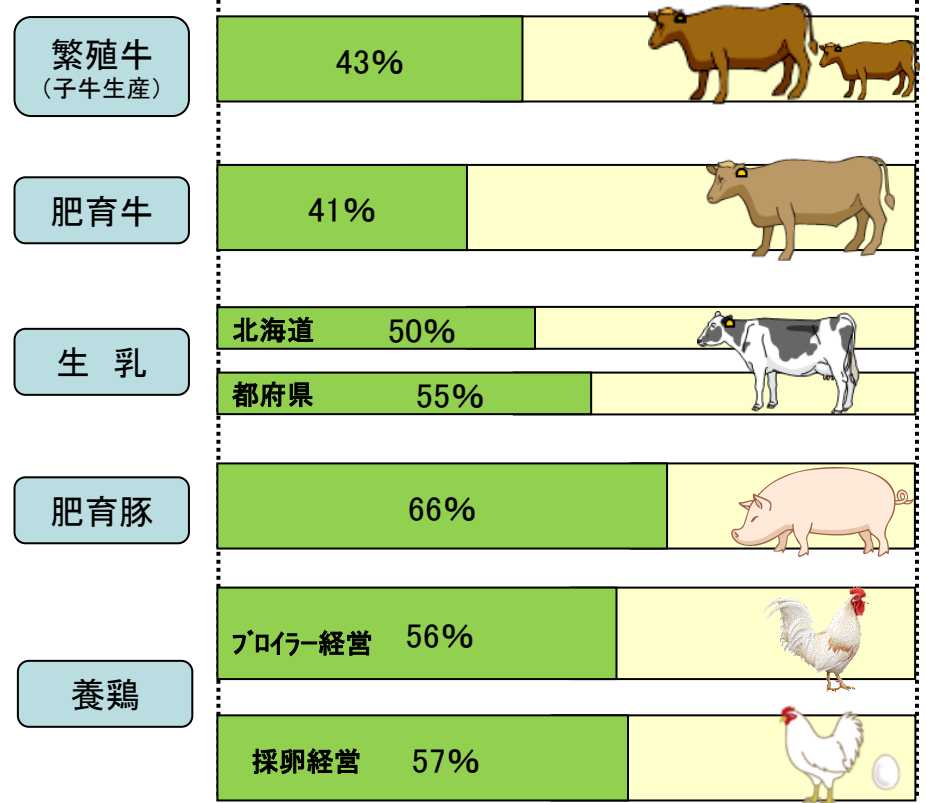 繁殖牛
（子牛生産）
43%
肥育牛
41%
生 乳
北海道 50%
都府県 55%
肥育豚
66%
養鶏
ﾌﾞﾛｲﾗｰ経営 56%
採卵経営 57%